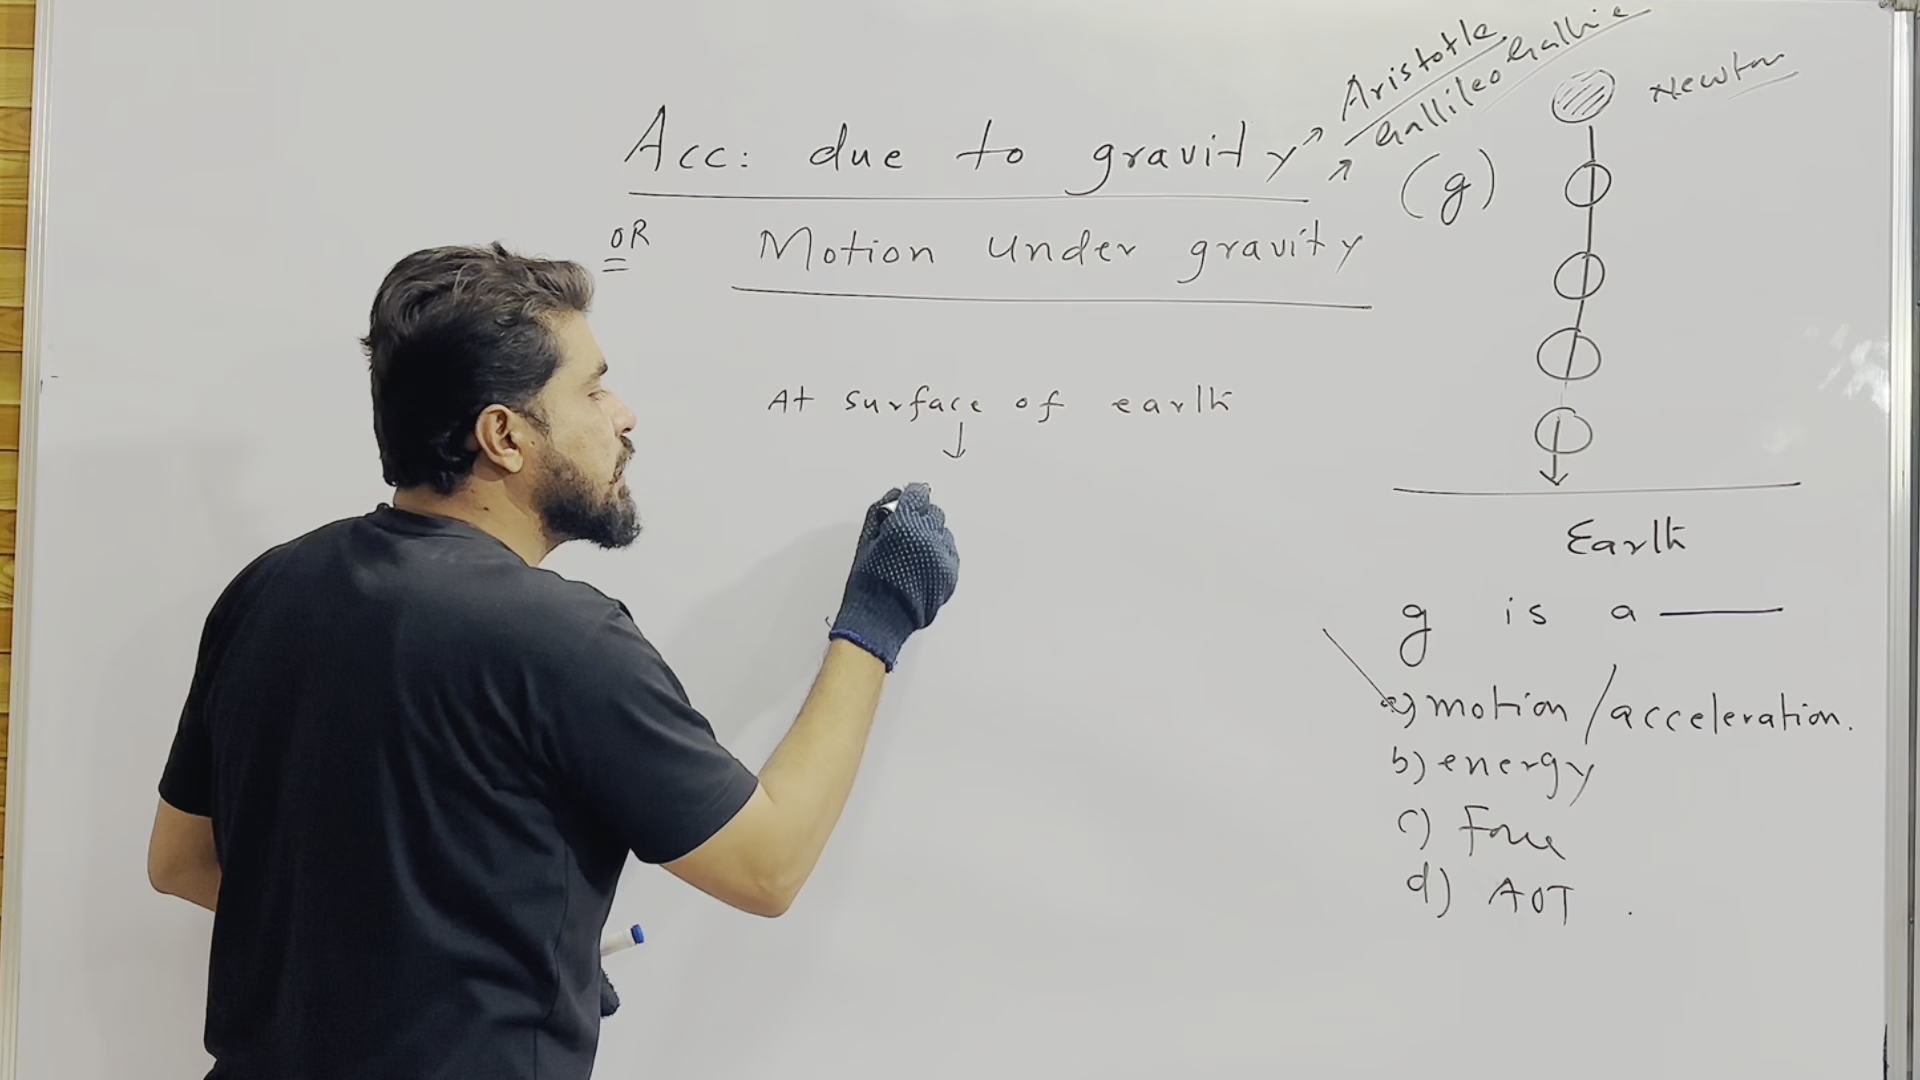 Aristotle
Gallileo Gallie
Newton
Acc: due to gravity
(g)
OR Motion under gravity
At surface of earth
Earth
g is a
a) motion / acceleration.
b) energy
c) Force
d) AOT